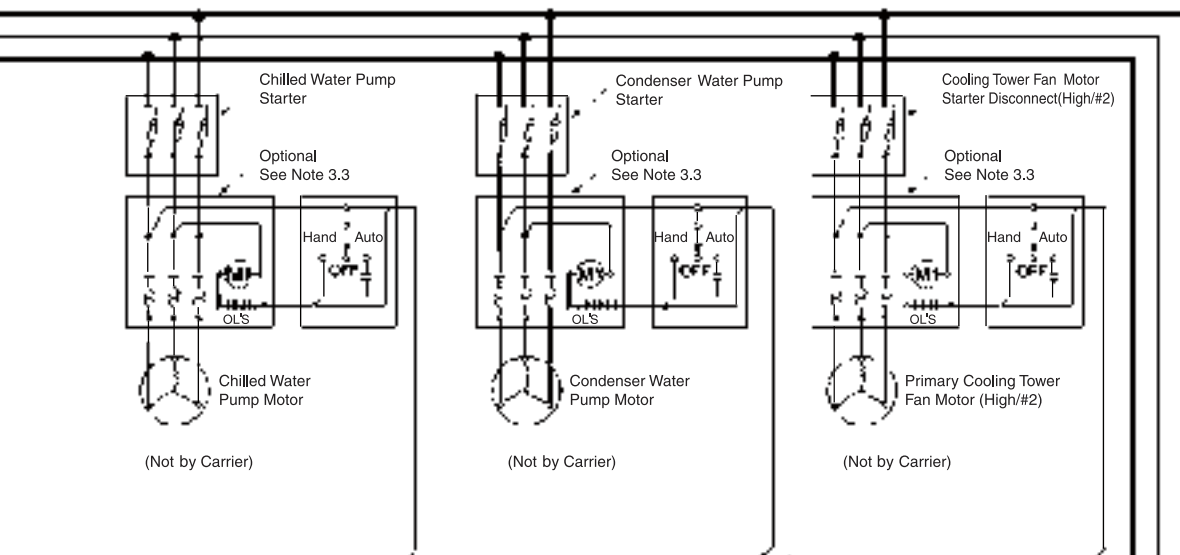 Chilled Water Pump
Starter
Optional
See Note 3.3
Hand
Auto
OFF
OL'S
Chilled Water
Pump Motor
(Not by Carrier)
Condenser Water Pump
Starter
Optional
See Note 3.3
Hand
Auto
OFF
OL'S
Condenser Water
Pump Motor
(Not by Carrier)
Cooling Tower Fan Motor
Starter Disconnect(High/#2)
Optional
See Note 3.3
Hand
Auto
OFF
M1
OL'S
Primary Cooling Tower
Fan Motor (High/#2)
(Not by Carrier)